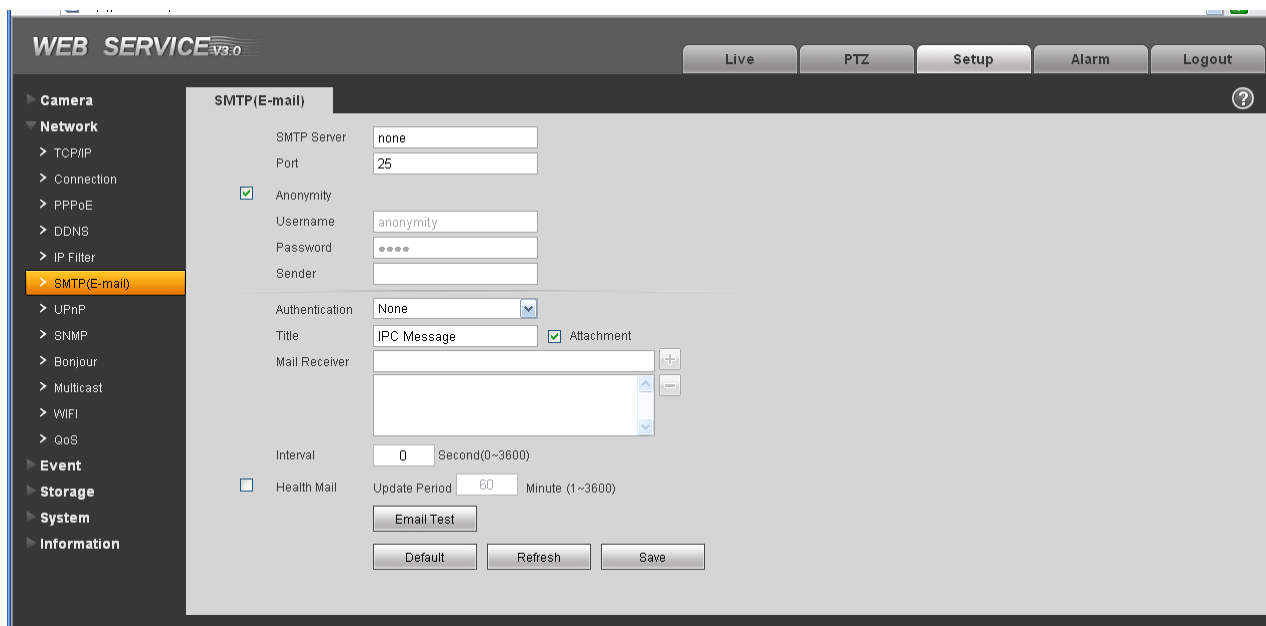 WEB SERVICE V3.0
Live PTZ Setup Alarm Logout
Camera
Network
TCP/IP
Connection
PPPoE
DDNS
IP Filter
SMTP(E-mail)
UPnP
SNMP
Bonjour
Multicast
WIFI
QoS
Event
Storage
System
Information
SMTP(E-mail)
?
SMTP Server none
Port 25
Anonymity
Username anonymity
Password
Sender
Authentication None
Title IPC Message Attachment
Mail Receiver
Interval 0 Second(0~3600)
Health Mail Update Period 60 Minute (1~3600)
Email Test
Default Refresh Save